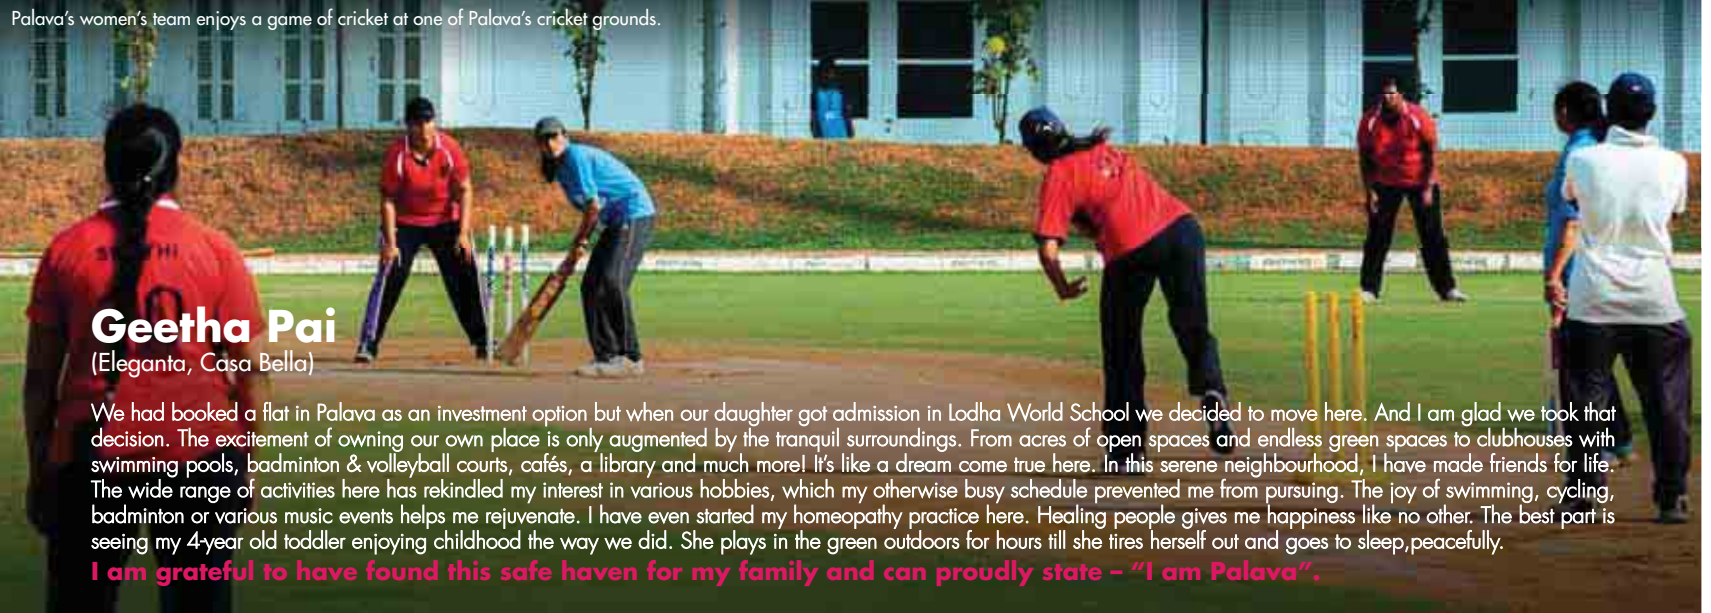 Palava's women's team enjoys a game of cricket at one of Palava's cricket grounds.
Geetha Pai
(Eleganta, Casa Bella)
We had booked a flat in Palava as an investment option but when our daughter got admission in Lodha World School we decided to move here. And I am glad we took that
decision. The excitement of owning our own place is only augmented by the tranquil surroundings. From acres of open spaces and endless green spaces to clubhouses with
swimming pools, badminton & volleyball courts, cafés, a library and much more! It's like a dream come true here. In this serene neighbourhood, I have made friends for life.
The wide range of activities here has rekindled my interest in various hobbies, which my otherwise busy schedule prevented me from pursuing. The joy of swimming, cycling,
badminton or various music events helps me rejuvenate. I have even started my homeopathy practice here. Healing people gives me happiness like no other. The best part is
seeing my 4-year old toddler enjoying childhood the way we did. She plays in the green outdoors for hours till she tires herself out and goes to sleep,peacefully.
I am grateful to have found this safe haven for my family and can proudly state – “I am Palava”.